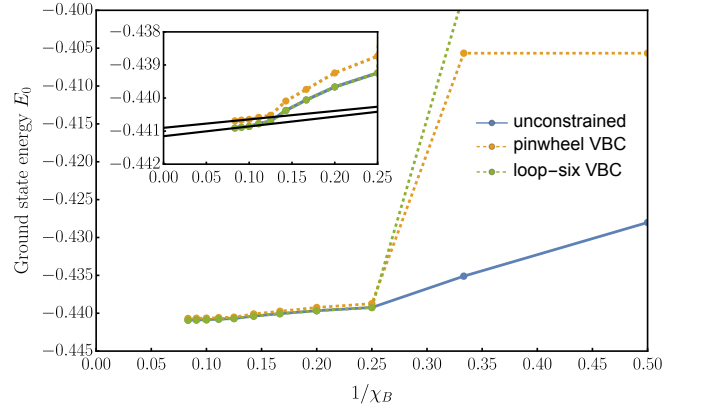 −0.400
−0.405
−0.410
−0.415
−0.420
−0.425
−0.430
−0.435
−0.440
−0.445
Ground state energy E₀
−0.438
−0.439
−0.440
−0.441
−0.442
0.00 0.05 0.10 0.15 0.20 0.25
unconstrained
pinwheel VBC
loop−six VBC
0.00 0.05 0.10 0.15 0.20 0.25 0.30 0.35 0.40 0.45 0.50
1/χ_B